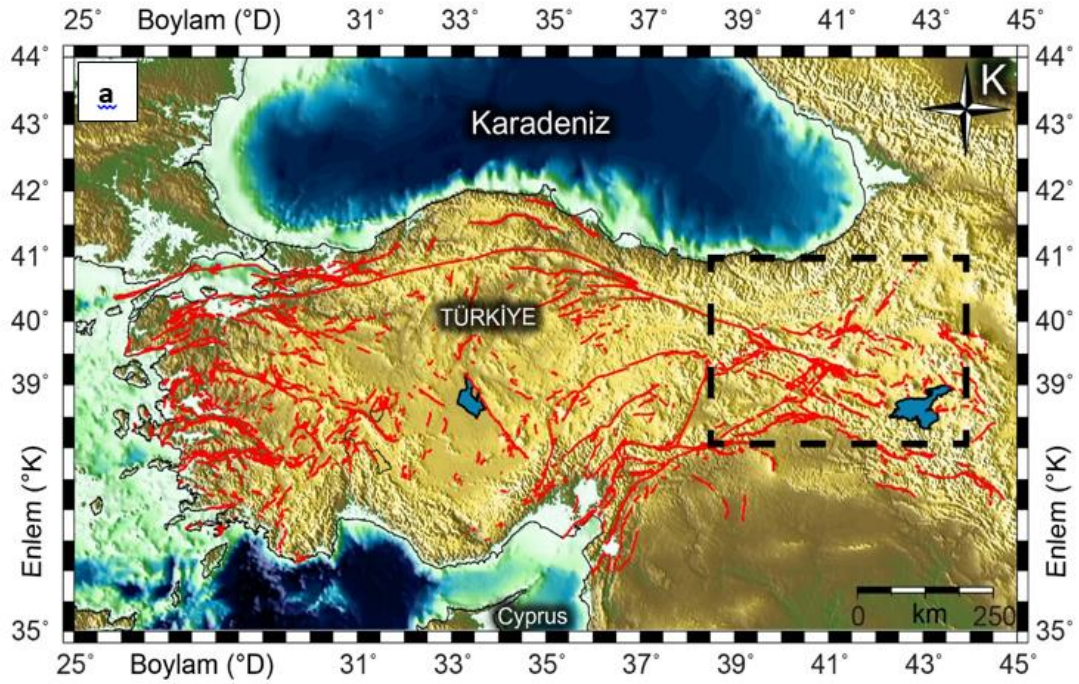 25° Boylam (°D) 31° 33° 35° 37° 39° 41° 43° 45°
44° 44°
a K
43° Karadeniz 43°
42° 42°
41° 41°
40° TÜRKİYE 40°
39° 39°
Enlem (°K) Enlem (°K)
Cyprus
0 km 250
35° 35°
25° Boylam (°D) 31° 33° 35° 37° 39° 41° 43° 45°